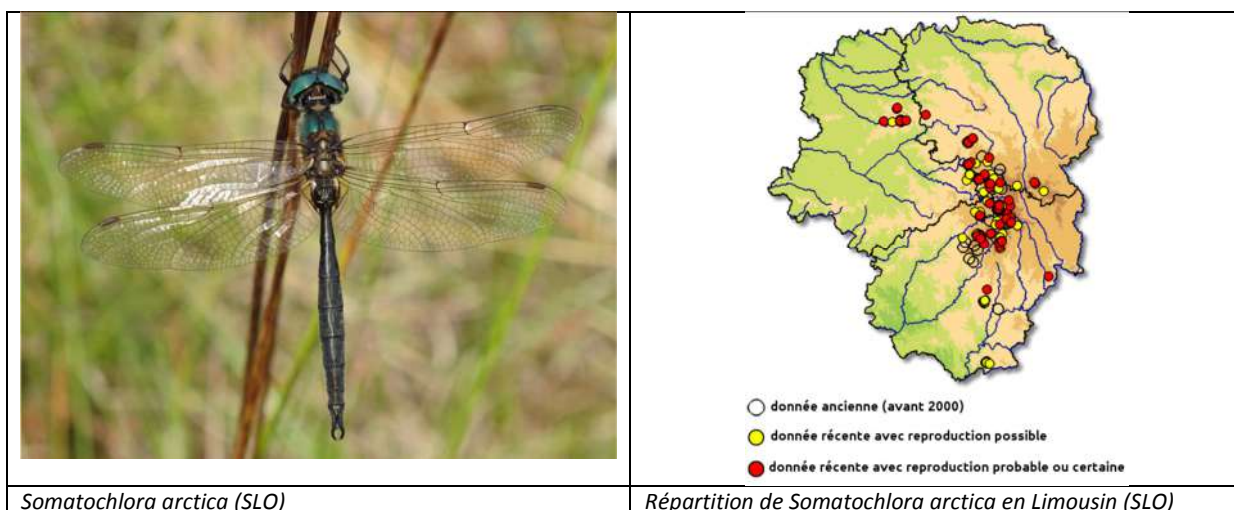 donnée ancienne (avant 2000)
donnée récente avec reproduction possible
donnée récente avec reproduction probable ou certaine
Somatochlora arctica (SLO)
Répartition de Somatochlora arctica en Limousin (SLO)